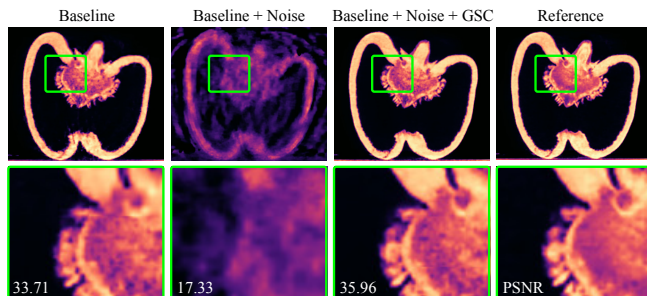 Baseline
Baseline + Noise
Baseline + Noise + GSC
Reference
33.71
17.33
35.96
PSNR